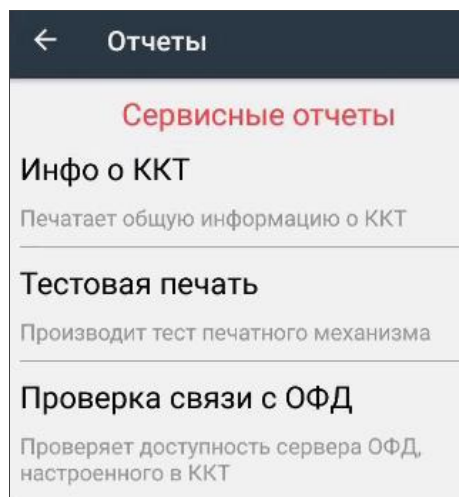 Отчеты
Сервисные отчеты
Инфо о ККТ
Печатает общую информацию о ККТ
Тестовая печать
Производит тест печатного механизма
Проверка связи с ОФД
Проверяет доступность сервера ОФД,
настроенного в ККТ